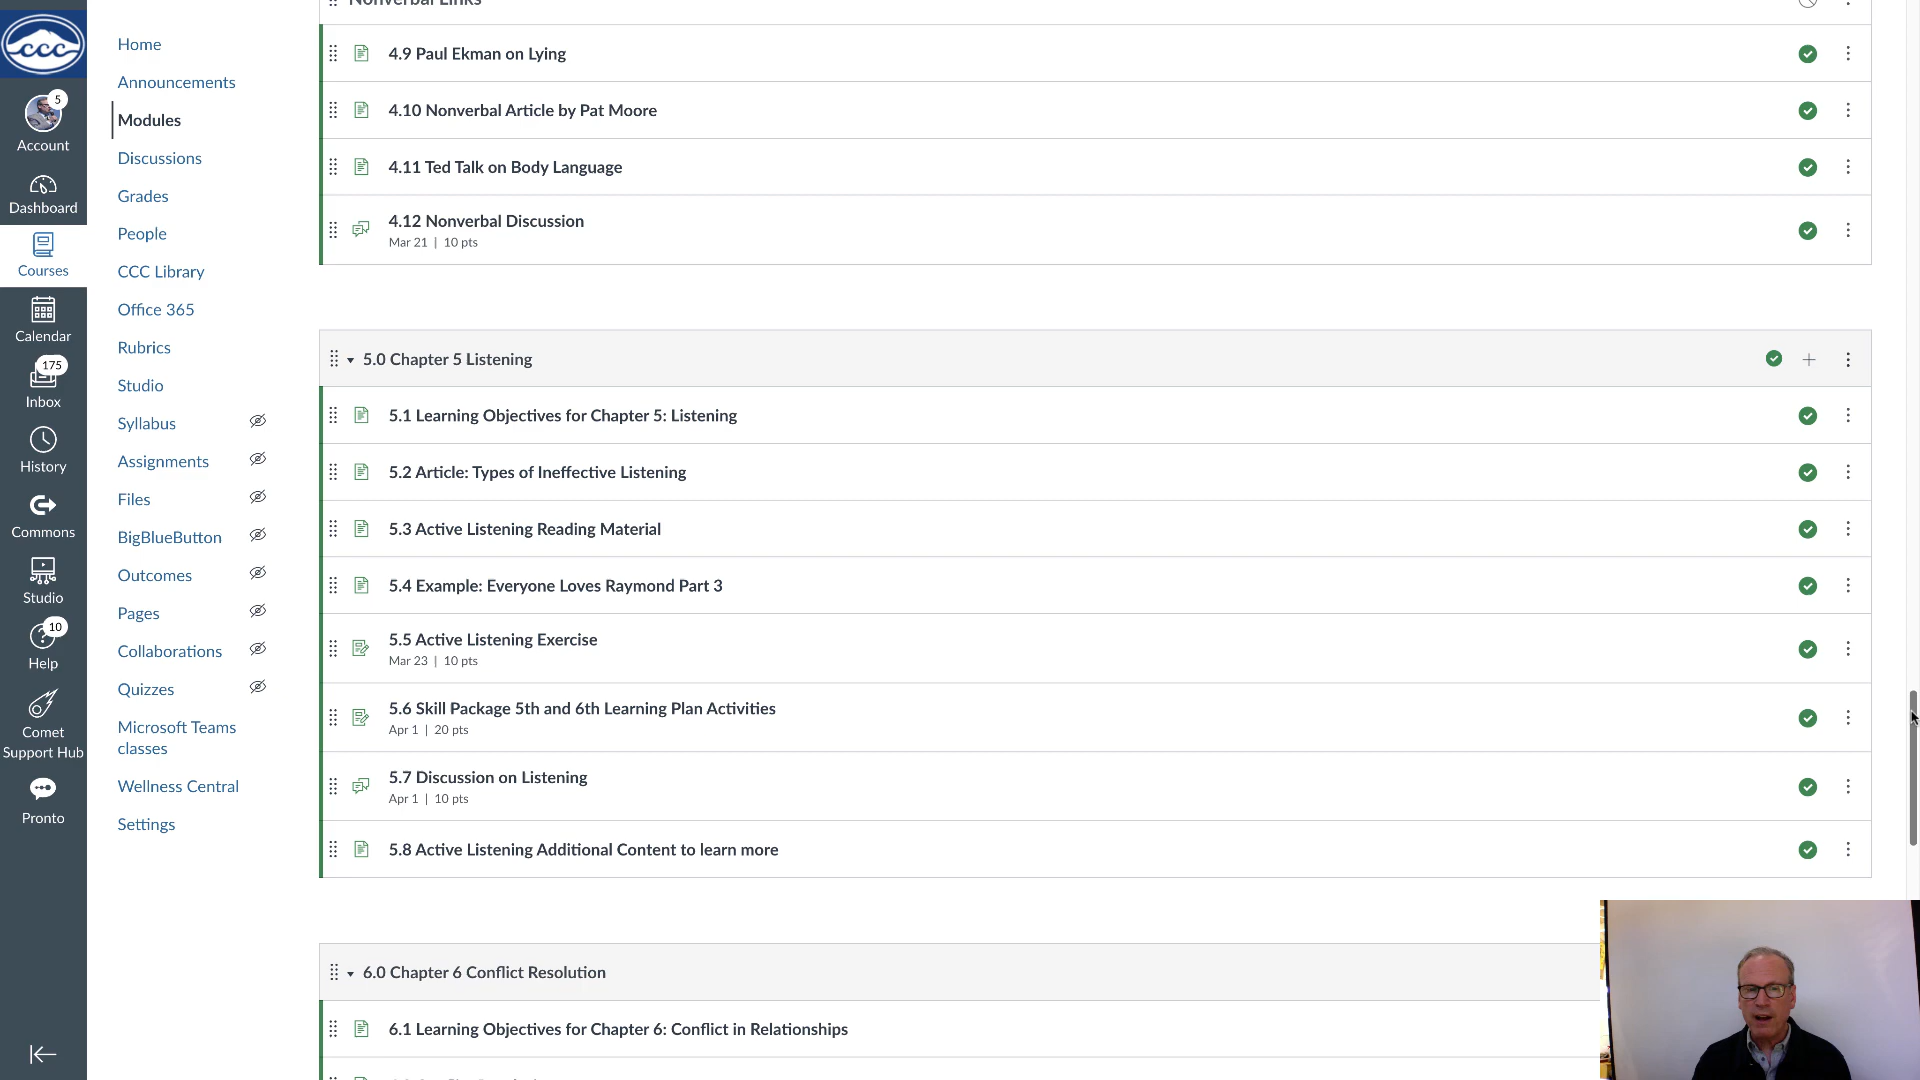 CCC
5
Account
Dashboard
Courses
Calendar
175
Inbox
History
Commons
Studio
10
Help
Comet
Support Hub
Pronto
Home
Announcements
Modules
Discussions
Grades
People
CCC Library
Office 365
Rubrics
Studio
Syllabus
Assignments
Files
BigBlueButton
Outcomes
Pages
Collaborations
Quizzes
Microsoft Teams
classes
Wellness Central
Settings
Nonverbal Links
4.9 Paul Ekman on Lying
4.10 Nonverbal Article by Pat Moore
4.11 Ted Talk on Body Language
4.12 Nonverbal Discussion
Mar 21 | 10 pts
5.0 Chapter 5 Listening
5.1 Learning Objectives for Chapter 5: Listening
5.2 Article: Types of Ineffective Listening
5.3 Active Listening Reading Material
5.4 Example: Everyone Loves Raymond Part 3
5.5 Active Listening Exercise
Mar 23 | 10 pts
5.6 Skill Package 5th and 6th Learning Plan Activities
Apr 1 | 20 pts
5.7 Discussion on Listening
Apr 1 | 10 pts
5.8 Active Listening Additional Content to learn more
6.0 Chapter 6 Conflict Resolution
6.1 Learning Objectives for Chapter 6: Conflict in Relationships